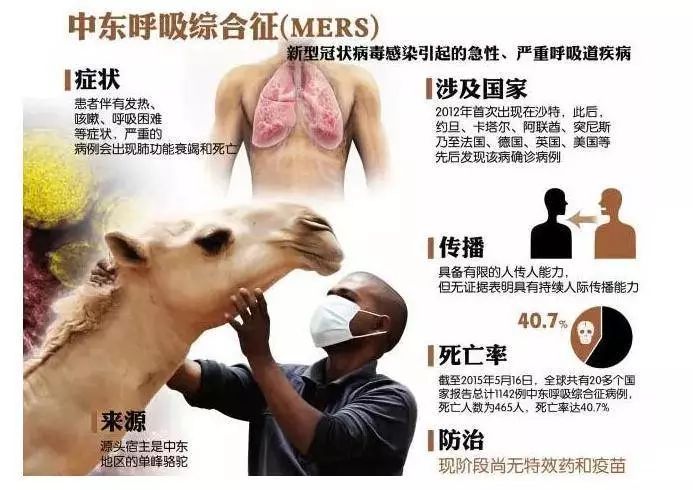 中东呼吸综合征(MERS)
新型冠状病毒感染引起的急性、严重呼吸道疾病
症状
患者伴有发热、
咳嗽、呼吸困难
等症状，严重的
病例会出现肺功能衰竭和死亡
涉及国家
2012年首次出现在沙特，此后，
约旦、卡塔尔、阿联酋、突尼斯
乃至法国、德国、英国、美国等
先后发现该病确诊病例
传播
具备有限的人传人能力，
但无证据表明具有持续人际传播能力
40.7%
死亡率
截至2015年5月16日，全球共有20多个国
家报告总计1142例中东呼吸综合征病例，
死亡人数为465人，死亡率达40.7%
来源
源头宿主是中东
地区的单峰骆驼
防治
现阶段尚无特效药和疫苗